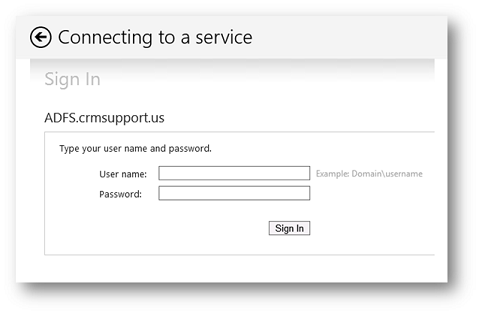 Connecting to a service
Sign In
ADFS.crmsupport.us
Type your user name and password.
User name: Example: Domain\username
Password:
Sign In